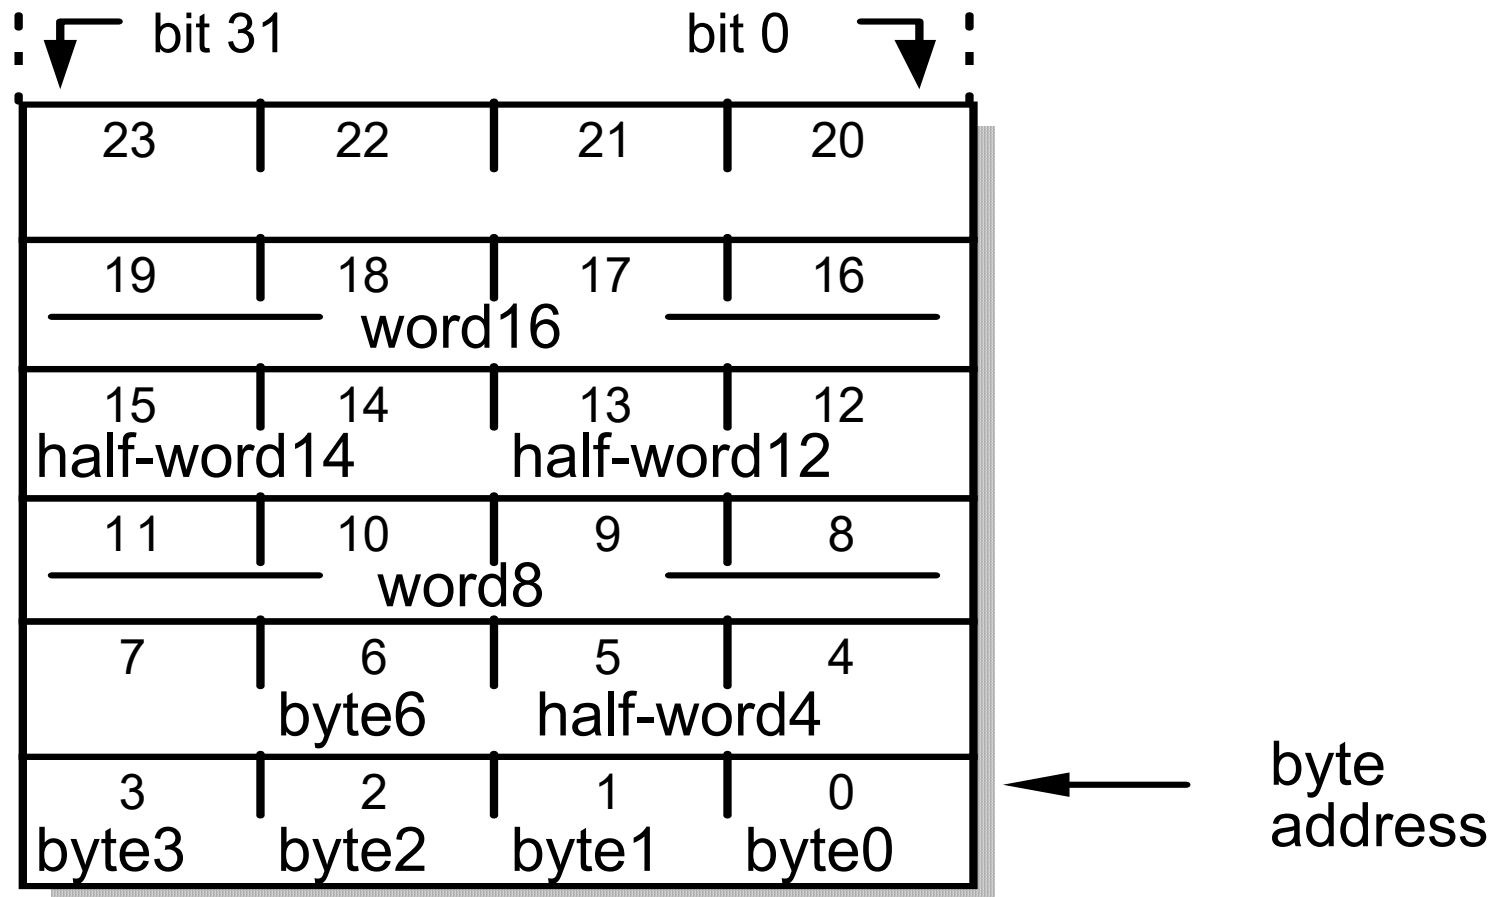 bit 31 bit 0
23 22 21 20
19 18 17 16
word16
15 14 13 12
half-word14 half-word12
11 10 9 8
word8
7 6 5 4
byte6 half-word4
3 2 1 0
byte3 byte2 byte1 byte0
byte
address